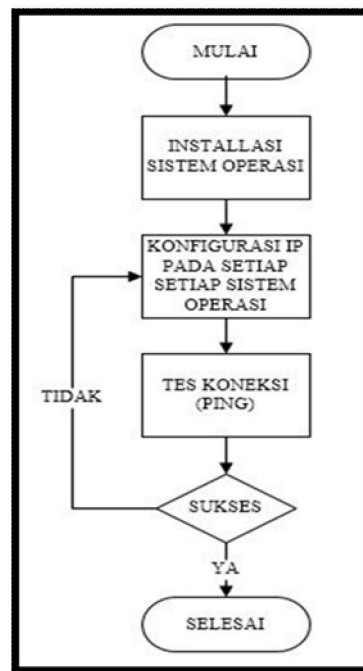 MULAI
INSTALLASI
SISTEM OPERASI
KONFIGURASI IP
PADA SETIAP
SETIAP SISTEM
OPERASI
TES KONEKSI
(PING)
TIDAK
SUKSES
YA
SELESAI